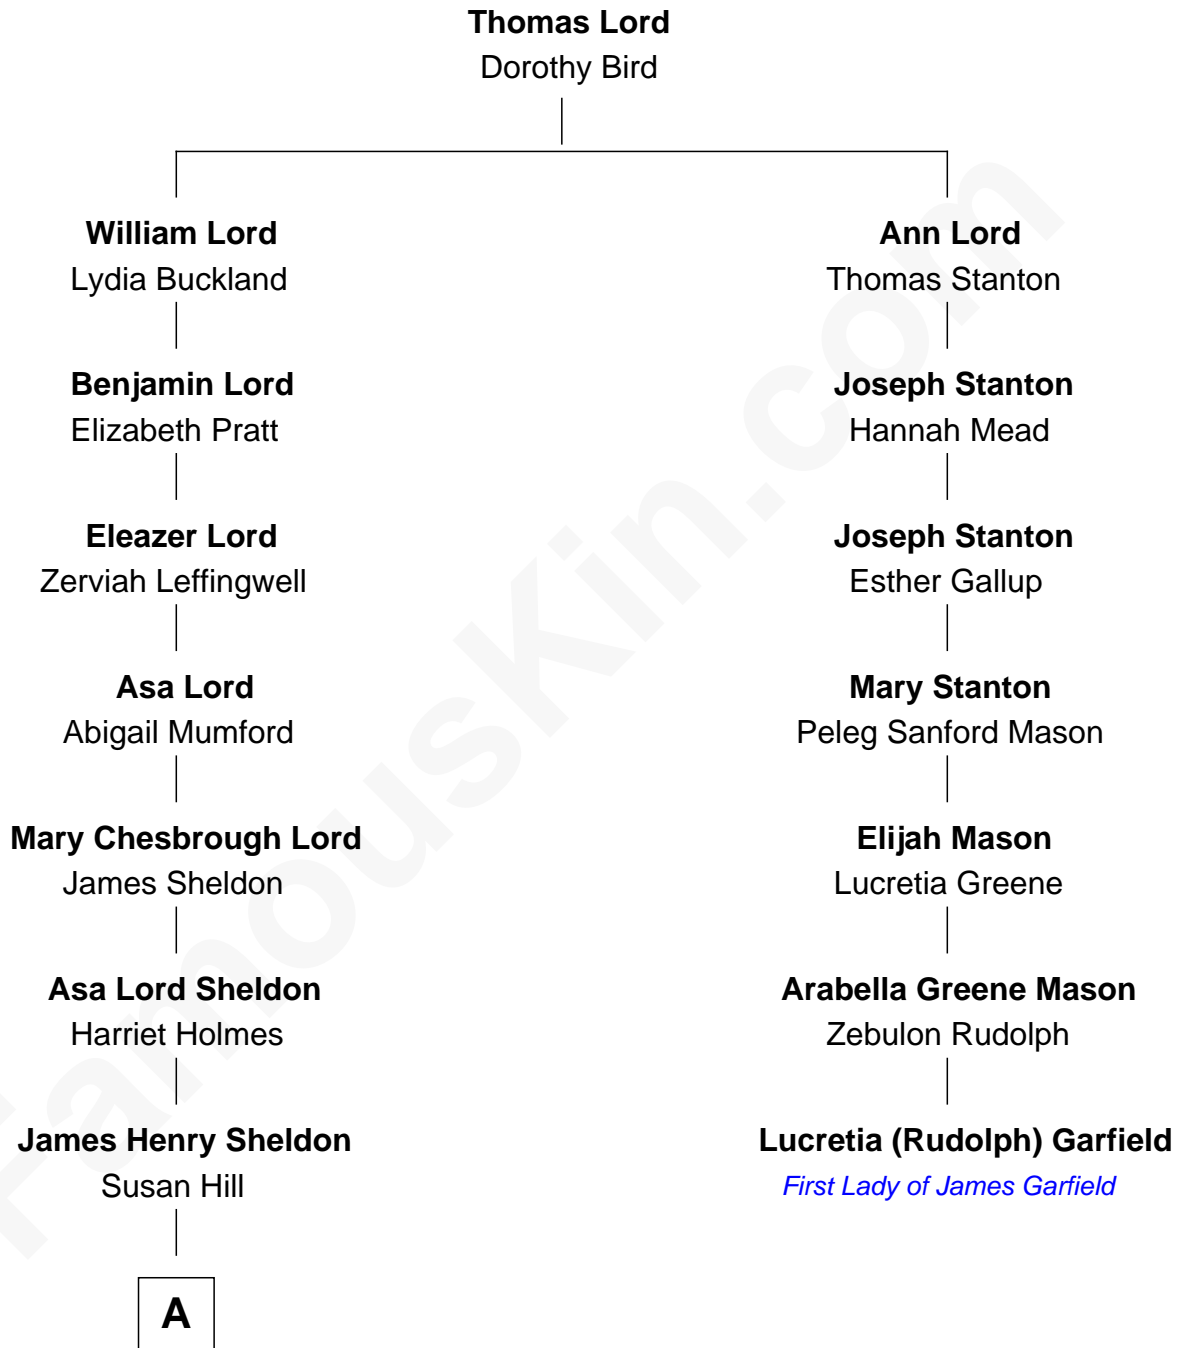 Thomas Lord
Dorothy Bird
William Lord
Lydia Buckland
Ann Lord
Thomas Stanton
Benjamin Lord
Elizabeth Pratt
Joseph Stanton
Hannah Mead
Eleazer Lord
Zerviah Leffingwell
Joseph Stanton
Esther Gallup
Asa Lord
Abigail Mumford
Mary Stanton
Peleg Sanford Mason
Mary Chesbrough Lord
James Sheldon
Elijah Mason
Lucretia Greene
Asa Lord Sheldon
Harriet Holmes
Arabella Greene Mason
Zebulon Rudolph
James Henry Sheldon
Susan Hill
Lucretia (Rudolph) Garfield
First Lady of James Garfield
A
FamousKin.com